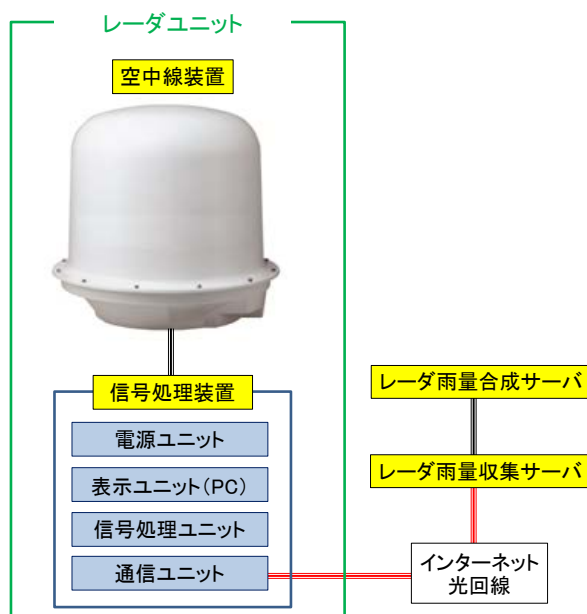 レーダユニット
空中線装置
信号処理装置
電源ユニット
表示ユニット(PC)
信号処理ユニット
通信ユニット
レーダ雨量合成サーバ
レーダ雨量収集サーバ
インターネット
光回線